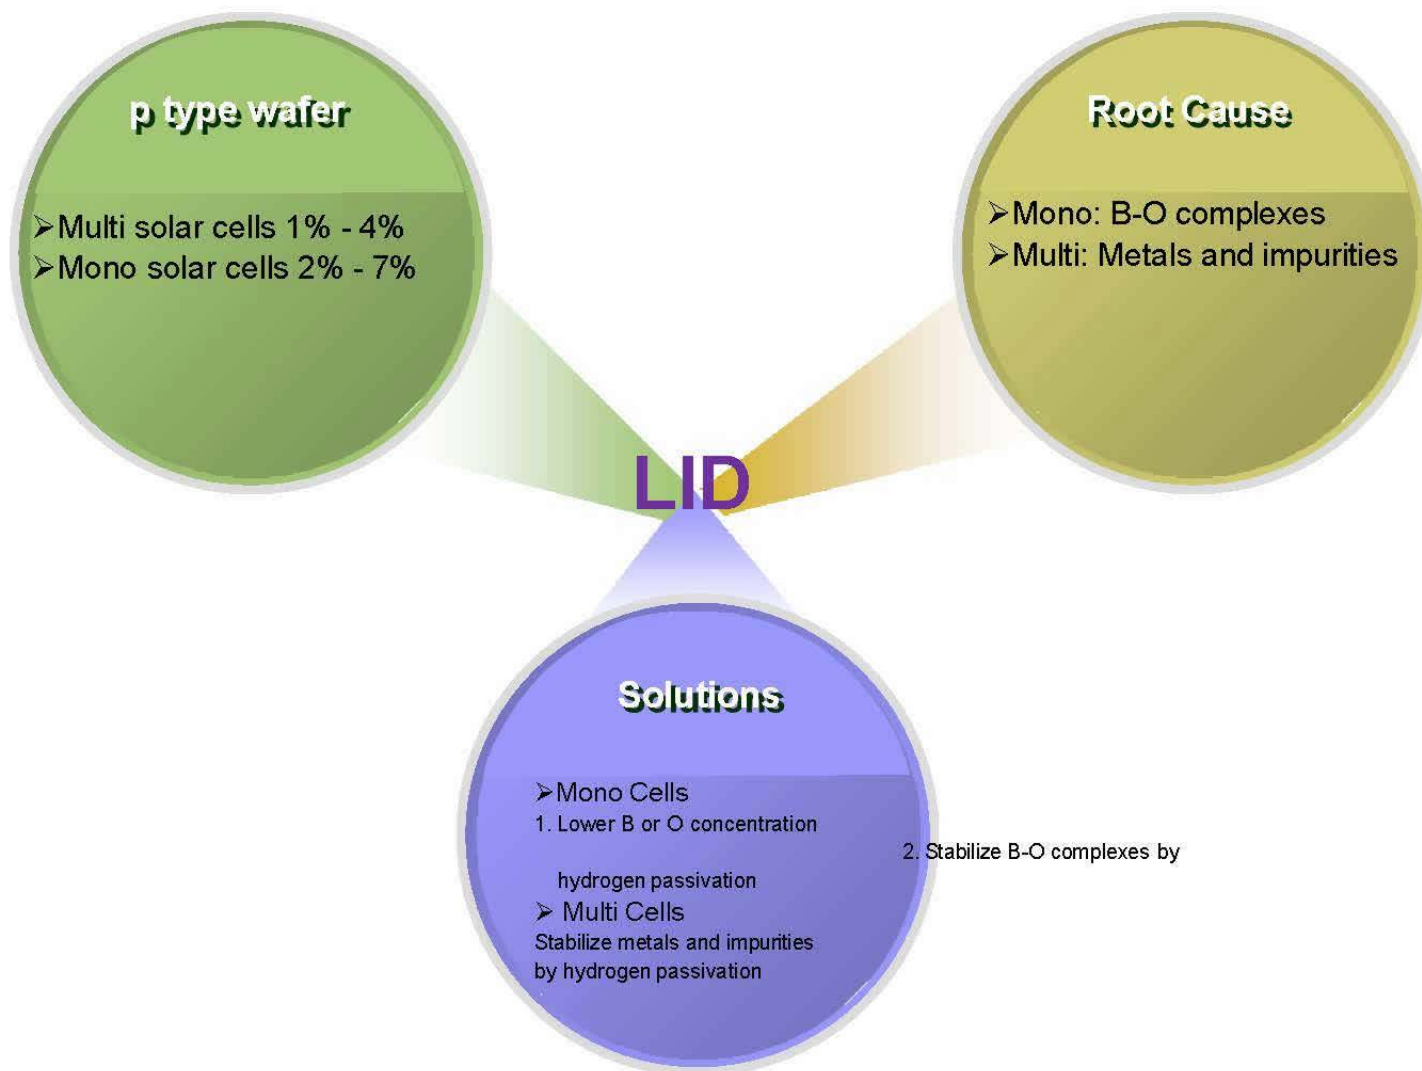 p type wafer
➢Multi solar cells 1% - 4%
➢Mono solar cells 2% - 7%
Root Cause
➢Mono: B-O complexes
➢Multi: Metals and impurities
LID
Solutions
➢Mono Cells
1. Lower B or O concentration
2. Stabilize B-O complexes by
hydrogen passivation
➢ Multi Cells
Stabilize metals and impurities
by hydrogen passivation